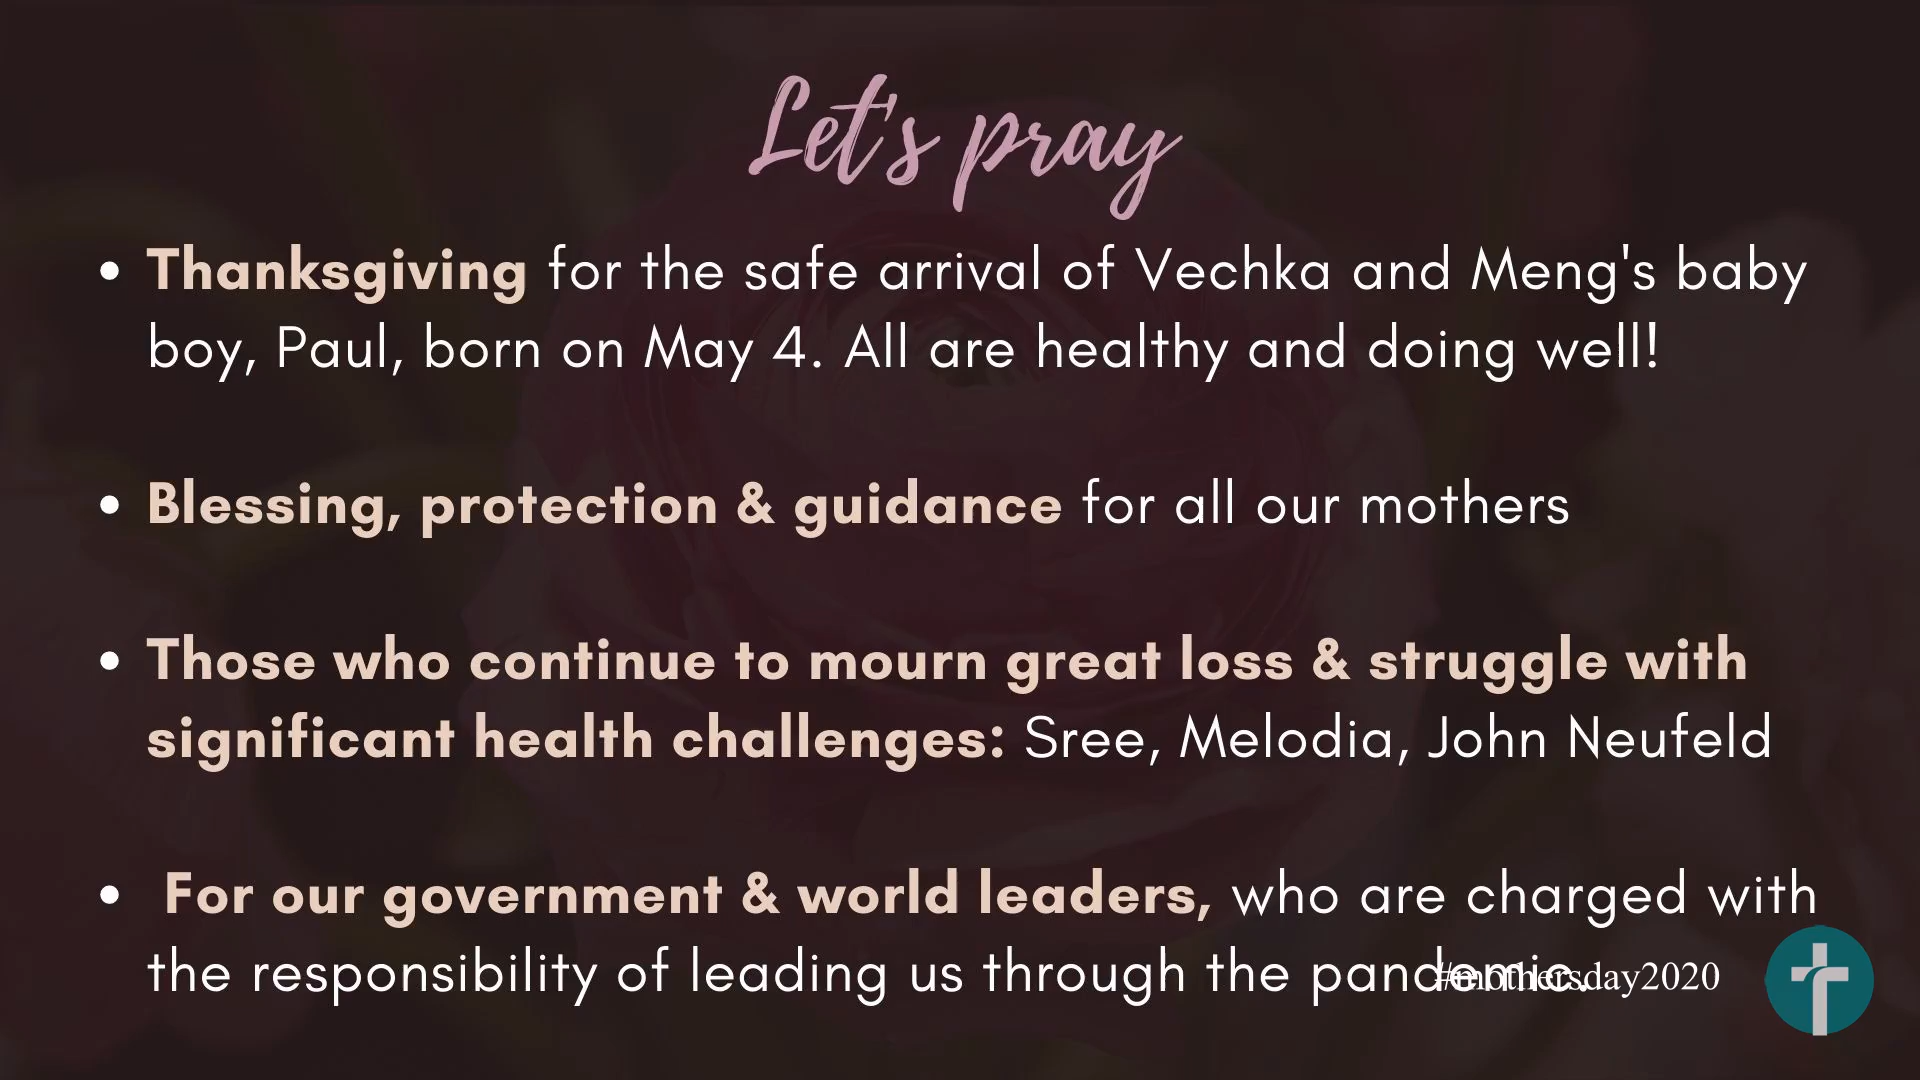 Let's pray
• Thanksgiving for the safe arrival of Vechka and Meng's baby
boy, Paul, born on May 4. All are healthy and doing well!
• Blessing, protection & guidance for all our mothers
• Those who continue to mourn great loss & struggle with
significant health challenges: Sree, Melodia, John Neufeld
• For our government & world leaders, who are charged with
the responsibility of leading us through the pandemic.
#mothersday2020